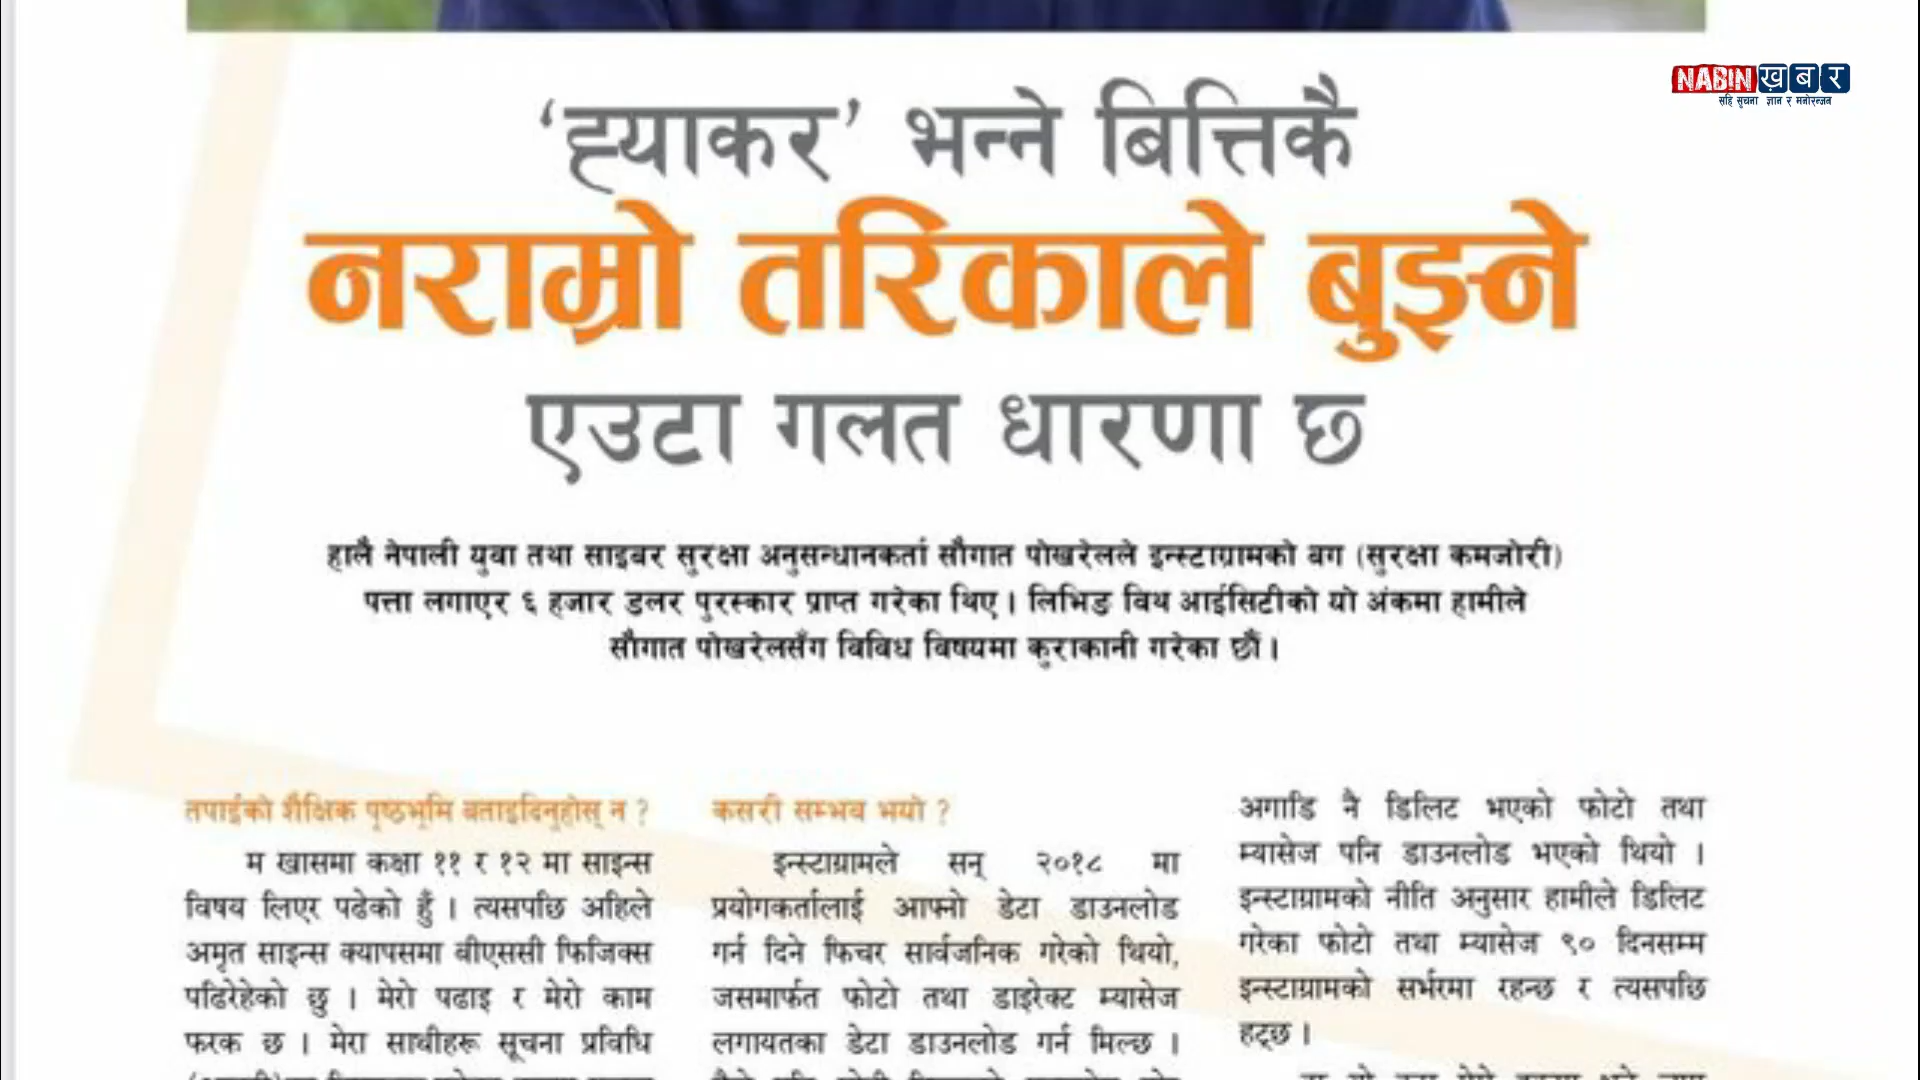 NABIN ख़बर
सहि सुचना ज्ञान र मनोरन्जन
‘ह्याकर’ भन्ने बित्तिकै
नराम्रो तरिकाले बुझ्ने
एउटा गलत धारणा छ
हालै नेपाली युवा तथा साइबर सुरक्षा अनुसन्धानकर्ता सौगात पोखरेलले इन्स्टाग्रामको बग (सुरक्षा कमजोरी)
पत्ता लगाएर ६ हजार डलर पुरस्कार प्राप्त गरेका थिए । लिभिङ विथ आईसिटीको यो अंकमा हामीले
सौगात पोखरेलसँग विविध विषयमा कुराकानी गरेका छौं ।
तपाईको शैक्षिक पृष्ठभूमि बताइदिनुहोस् न ?
म खासमा कक्षा ११ र १२ मा साइन्स
विषय लिएर पढेको हुँ । त्यसपछि अहिले
अमृत साइन्स क्यापसमा बीएससी फिजिक्स
पढिरेहेको छु । मेरो पढाइ र मेरो काम
फरक छ । मेरा साथीहरू सूचना प्रविधि
कसरी सम्भव भयो ?
इन्स्टाग्रामले सन् २०१८ मा
प्रयोगकर्तालाई आफ्नो डेटा डाउनलोड
गर्न दिने फिचर सार्वजनिक गरेको थियो,
जसमार्फत फोटो तथा डाइरेक्ट म्यासेज
लगायतका डेटा डाउनलोड गर्न मिल्छ ।
अगाडि नै डिलिट भएको फोटो तथा
म्यासेज पनि डाउनलोड भएको थियो ।
इन्स्टाग्रामको नीति अनुसार हामीले डिलिट
गरेका फोटो तथा म्यासेज ९० दिनसम्म
इन्स्टाग्रामको सर्भरमा रहन्छ र त्यसपछि
हट्छ ।